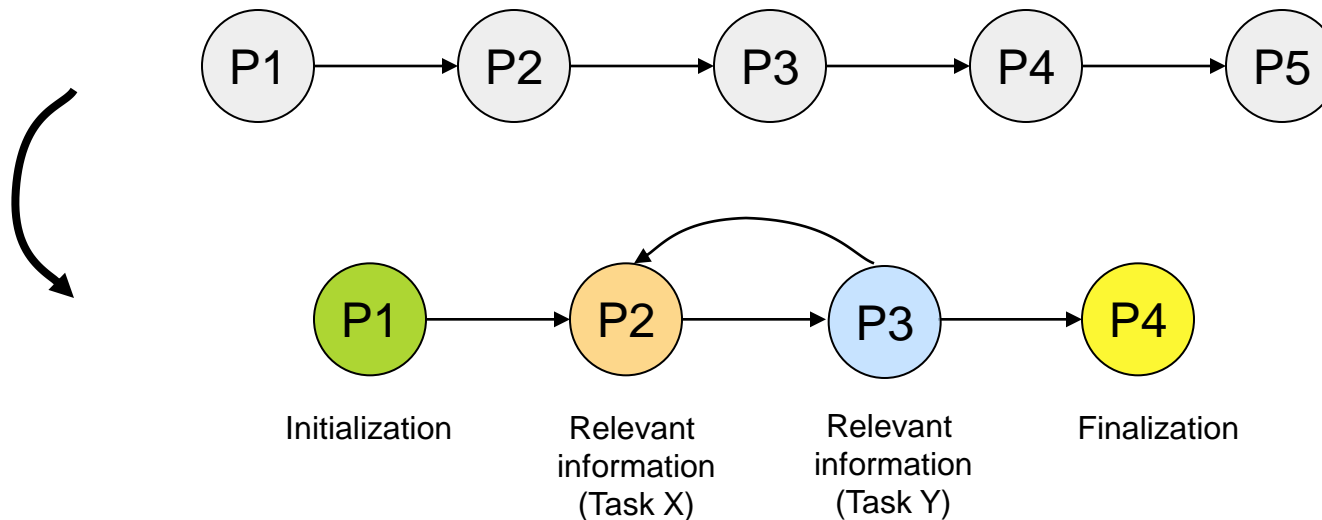 P1 P2 P3 P4 P5
P1 P2 P3 P4
Initialization
Relevant
information
(Task X)
Relevant
information
(Task Y)
Finalization